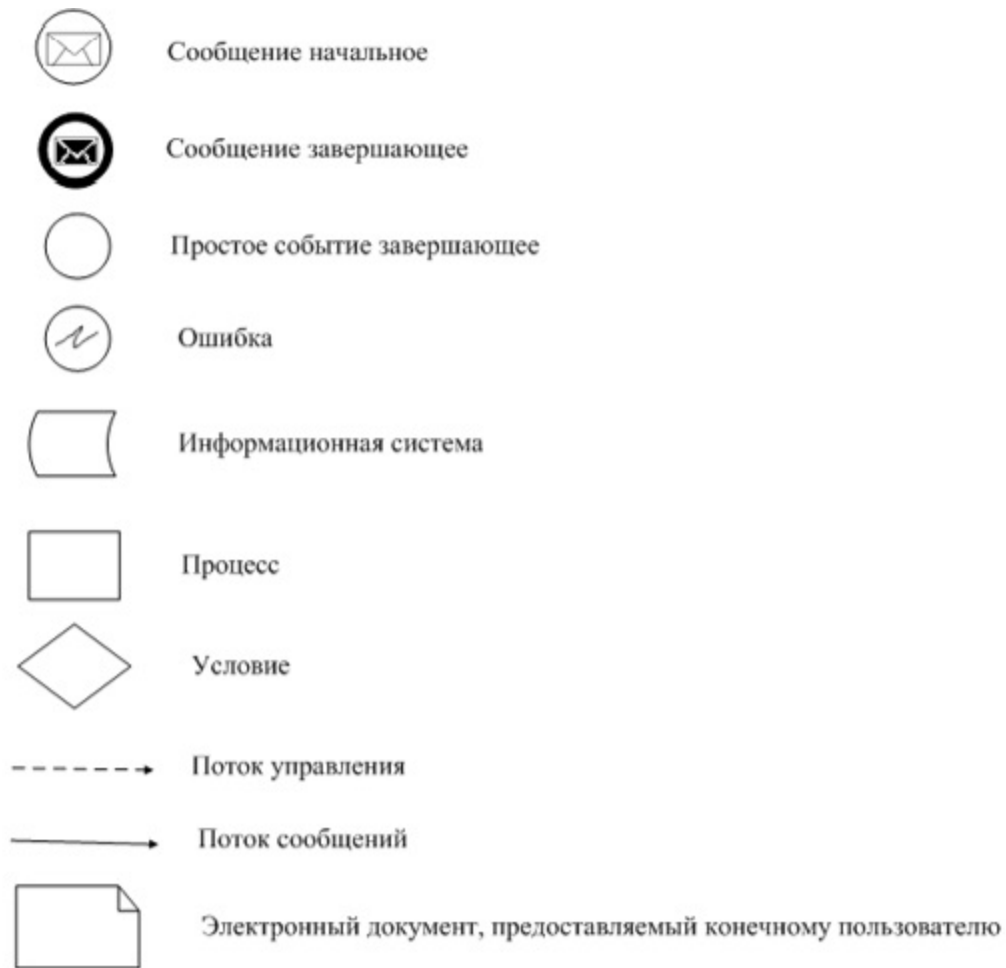 Сообщение начальное
Сообщение завершающее
Простое событие завершающее
Ошибка
Информационная система
Процесс
Условие
Поток управления
Поток сообщений
Электронный документ, предоставляемый конечному пользователю